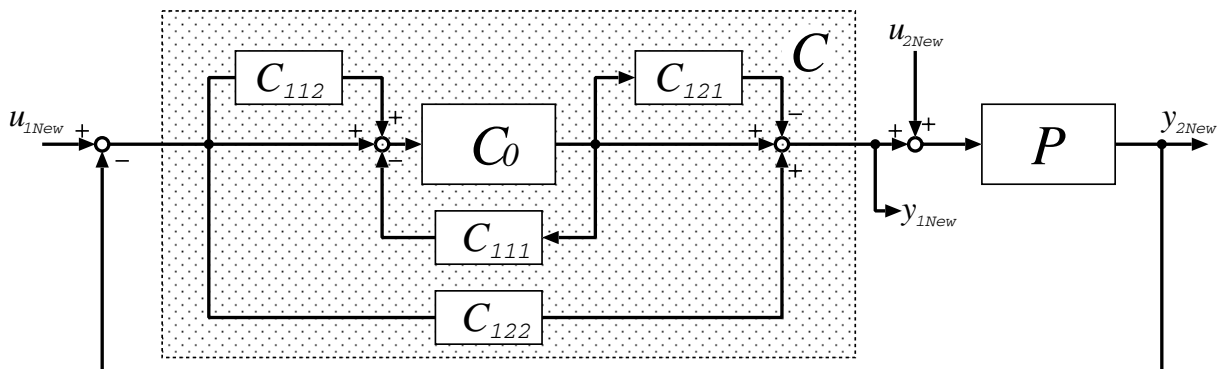 C
u2New
C112
C121
u1New
+
+
−
+
+
−
C0
+
+
+
+
P
y2New
−
C111
y1New
C122